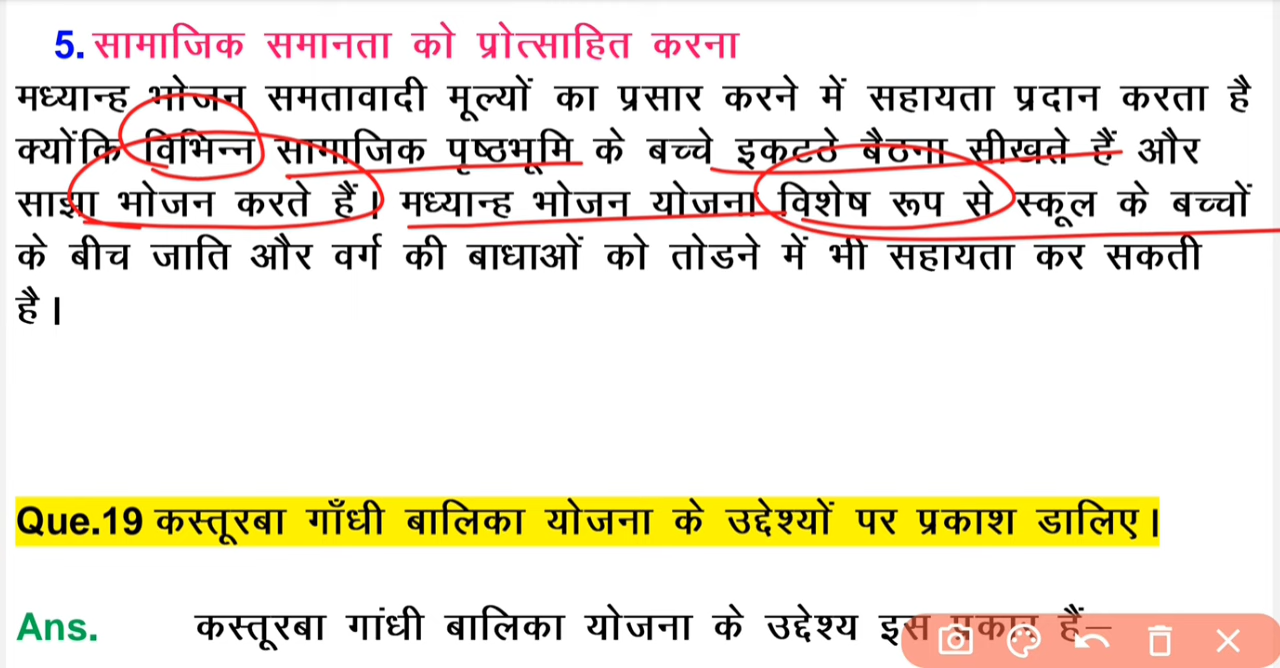 5. सामाजिक समानता को प्रोत्साहित करना
मध्यान्ह भोजन समतावादी मूल्यों का प्रसार करने में सहायता प्रदान करता है
क्योंकि विभिन्न सामाजिक पृष्ठभूमि के बच्चे इकटठे बैठना सीखते हैं और
साझा भोजन करते हैं। मध्यान्ह भोजन योजना विशेष रूप से स्कूल के बच्चों
के बीच जाति और वर्ग की बाधाओं को तोडने में भी सहायता कर सकती
है।
Que.19 कस्तूरबा गाँधी बालिका योजना के उद्देश्यों पर प्रकाश डालिए।
Ans. कस्तूरबा गांधी बालिका योजना के उद्देश्य इस प्रकार हैं–